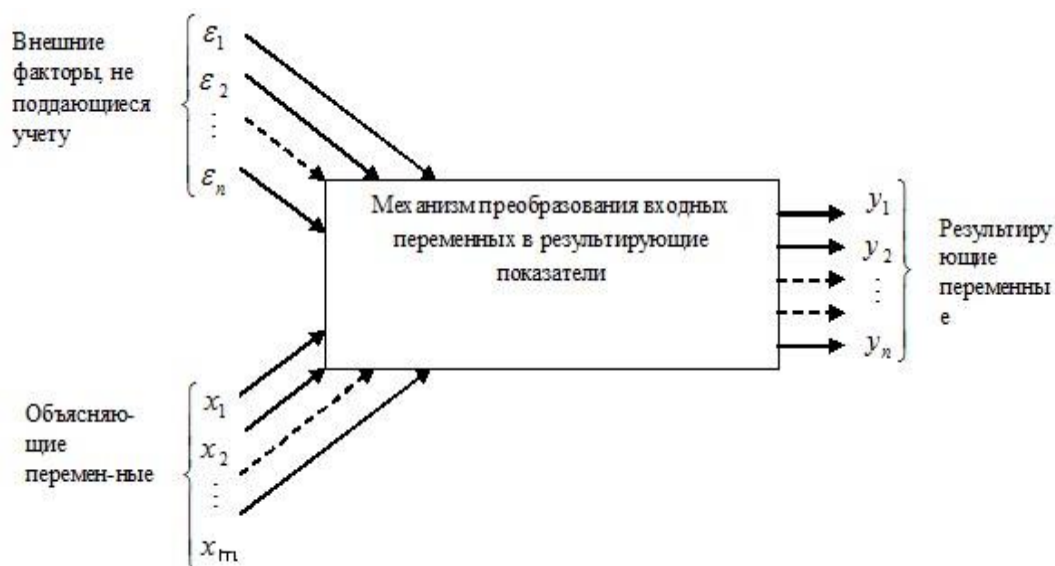 Внешние
факторы, не
поддающиеся
учету
ε1
ε2
⋮
εn
Механизм преобразования входных
переменных в результирующие
показатели
y1
y2
⋮
yn
Результиру
ющие
переменны
е
Объясняю-
щие
перемен-ные
x1
x2
⋮
xm